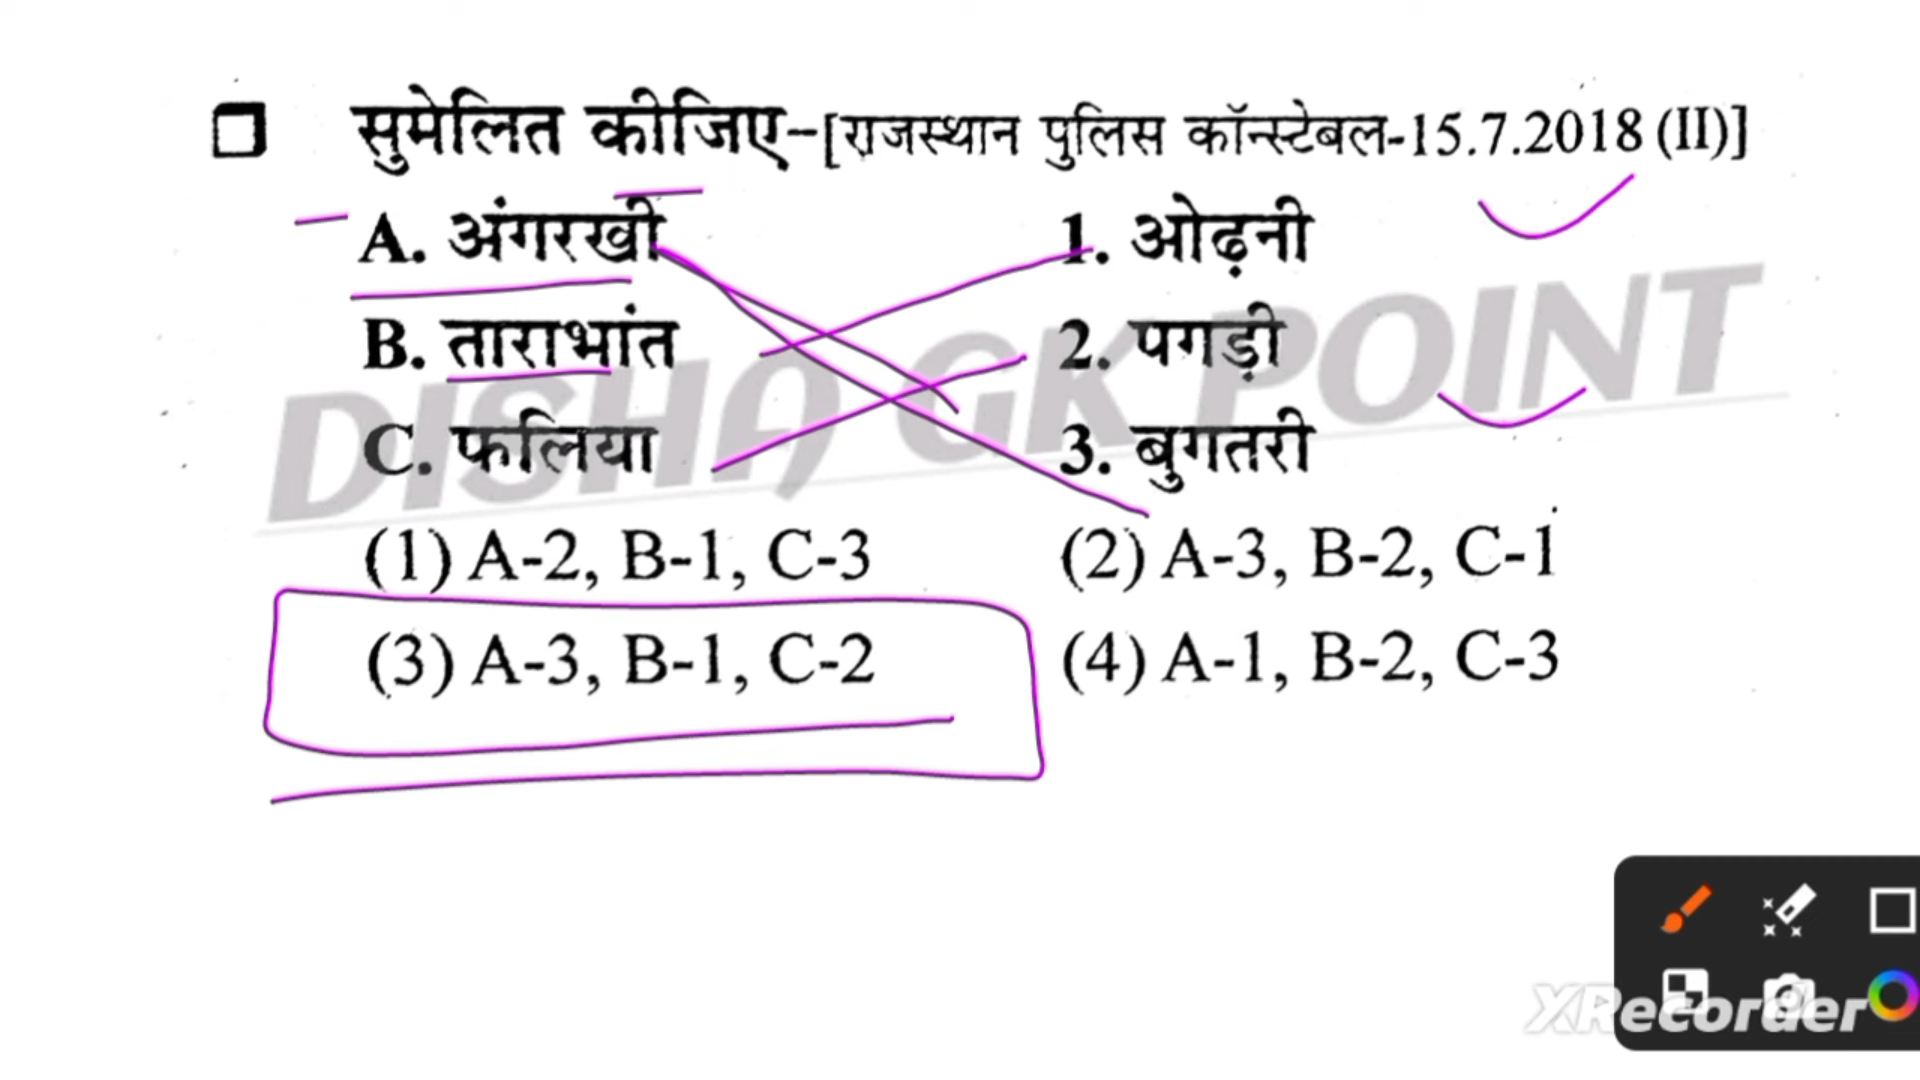 सुमेलित कीजिए-[राजस्थान पुलिस कॉन्स्टेबल-15.7.2018 (II)]
A. अंगरखी 1. ओढ़नी
B. ताराभांत 2. पगड़ी
C. फलिया 3. बुगतरी
DISHA GK POINT
(1) A-2, B-1, C-3 (2) A-3, B-2, C-1
(3) A-3, B-1, C-2 (4) A-1, B-2, C-3
XRecorder